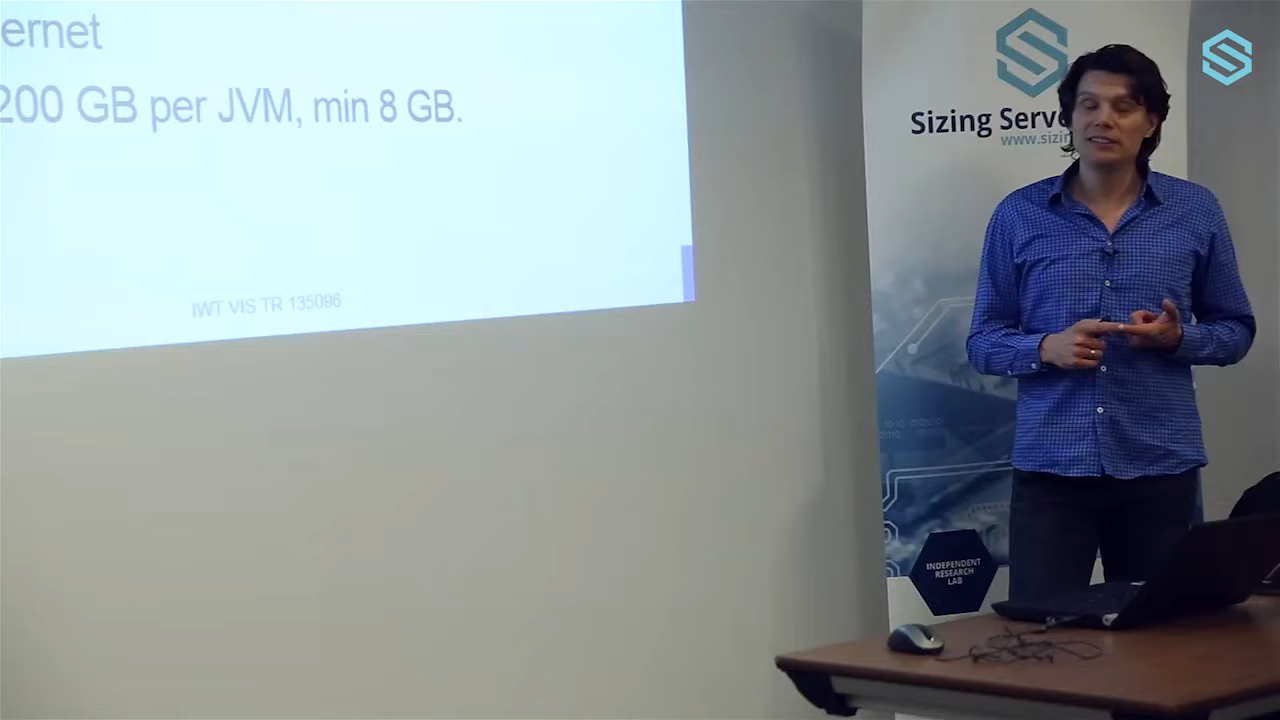 ernet
200 GB per JVM, min 8 GB.
IWT VIS TR 135096
Sizing Serve
www.sizin
INDEPENDENT
RESEARCH
LAB